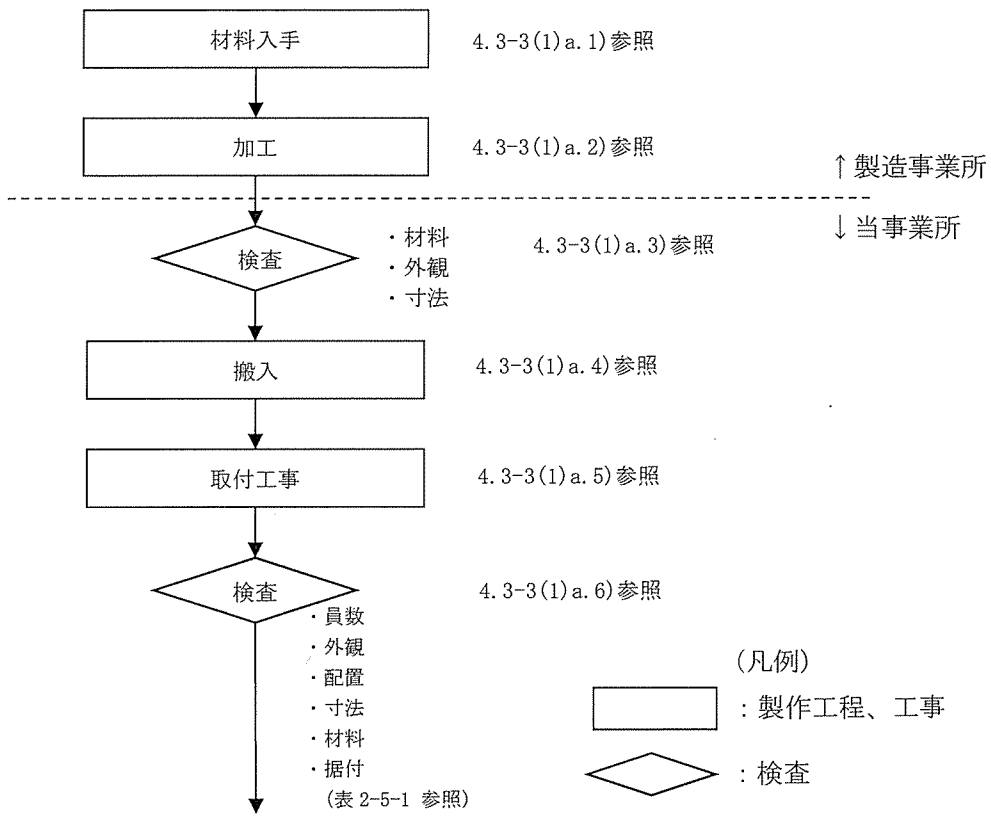 材料入手
4.3-3(1)a.1)参照
加工
4.3-3(1)a.2)参照
↑製造事業所
↓当事業所
検査
・材料
・外観
・寸法
4.3-3(1)a.3)参照
搬入
4.3-3(1)a.4)参照
取付工事
4.3-3(1)a.5)参照
検査
4.3-3(1)a.6)参照
・員数
・外観
・配置
・寸法
・材料
・据付
(表2-5-1 参照)
(凡例)
：製作工程、工事
：検査